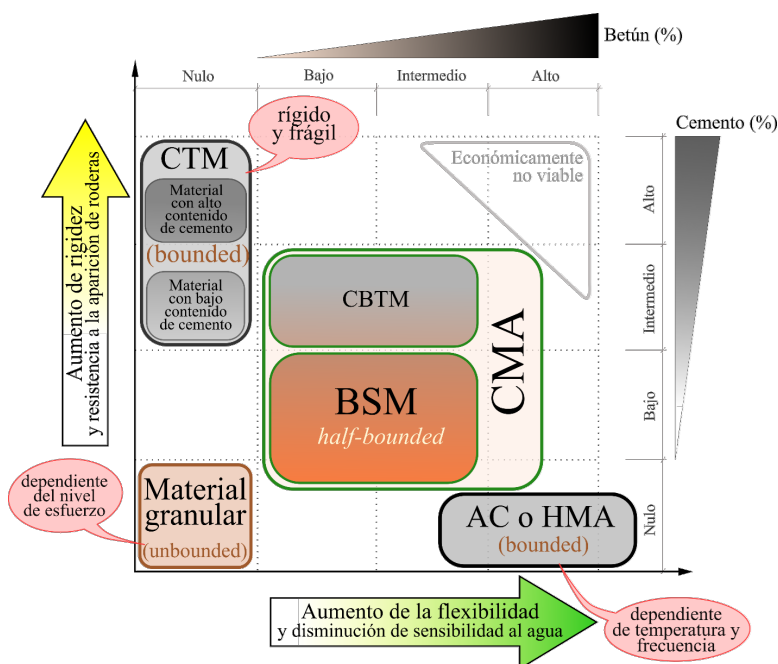 Betún (%)
Nulo
Bajo
Intermedio
Alto
Cemento (%)
Alto
Intermedio
Bajo
Nulo
rígido
y frágil
CTM
Material
con alto
contenido
de cemento
(bounded)
Material
con bajo
contenido
de cemento
Económicamente
no viable
Aumento de rigidez
y resistencia a la aparición de roderas
CBTM
BSM
half-bounded
CMA
dependiente
del nivel
de esfuerzo
Material
granular
(unbounded)
AC o HMA
(bounded)
Aumento de la flexibilidad
y disminución de sensibilidad al agua
dependiente
de temperatura y
frecuencia